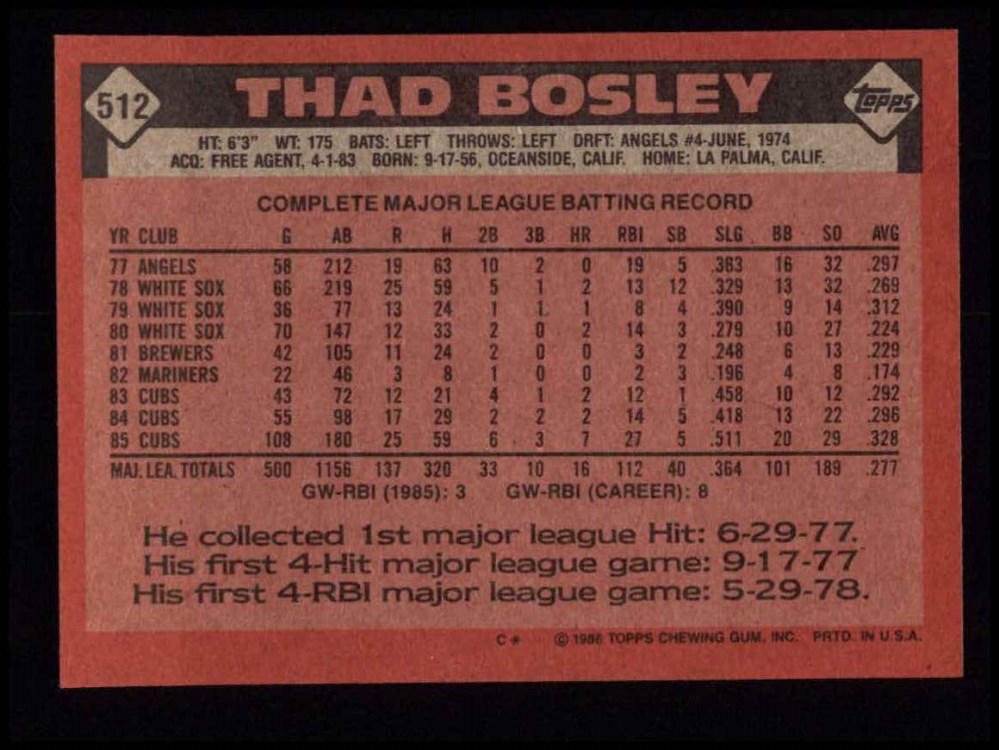 512 THAD BOSLEY Topps
HT: 6'3" WT: 175 BATS: LEFT THROWS: LEFT DRFT: ANGELS #4-JUNE, 1974
ACQ: FREE AGENT, 4-1-83 BORN: 9-17-56, OCEANSIDE, CALIF. HOME: LA PALMA, CALIF.
COMPLETE MAJOR LEAGUE BATTING RECORD
YR CLUB G AB R H 2B 3B HR RBI SB SLG BB SO AVG
77 ANGELS 58 212 19 63 10 2 0 19 5 .363 16 32 .297
78 WHITE SOX 66 219 25 59 5 1 2 13 12 .329 13 32 .269
79 WHITE SOX 36 77 13 24 1 1 1 8 4 .390 9 14 .312
80 WHITE SOX 70 147 12 33 2 0 2 14 3 .279 10 27 .224
81 BREWERS 42 105 11 24 2 0 0 3 2 .248 6 13 .229
82 MARINERS 22 46 3 8 1 0 0 2 3 .196 4 8 .174
83 CUBS 43 72 12 21 4 1 2 12 1 .458 10 12 .292
84 CUBS 55 98 17 29 2 2 2 14 5 .418 13 22 .296
85 CUBS 108 180 25 59 6 3 7 27 5 .511 20 29 .328
MAJ. LEA. TOTALS 500 1156 137 320 33 10 16 112 40 .364 101 189 .277
GW-RBI (1985): 3 GW-RBI (CAREER): 8
He collected 1st major league Hit: 6-29-77.
His first 4-Hit major league game: 9-17-77
His first 4-RBI major league game: 5-29-78.
C* © 1986 TOPPS CHEWING GUM, INC. PRTD. IN U.S.A.